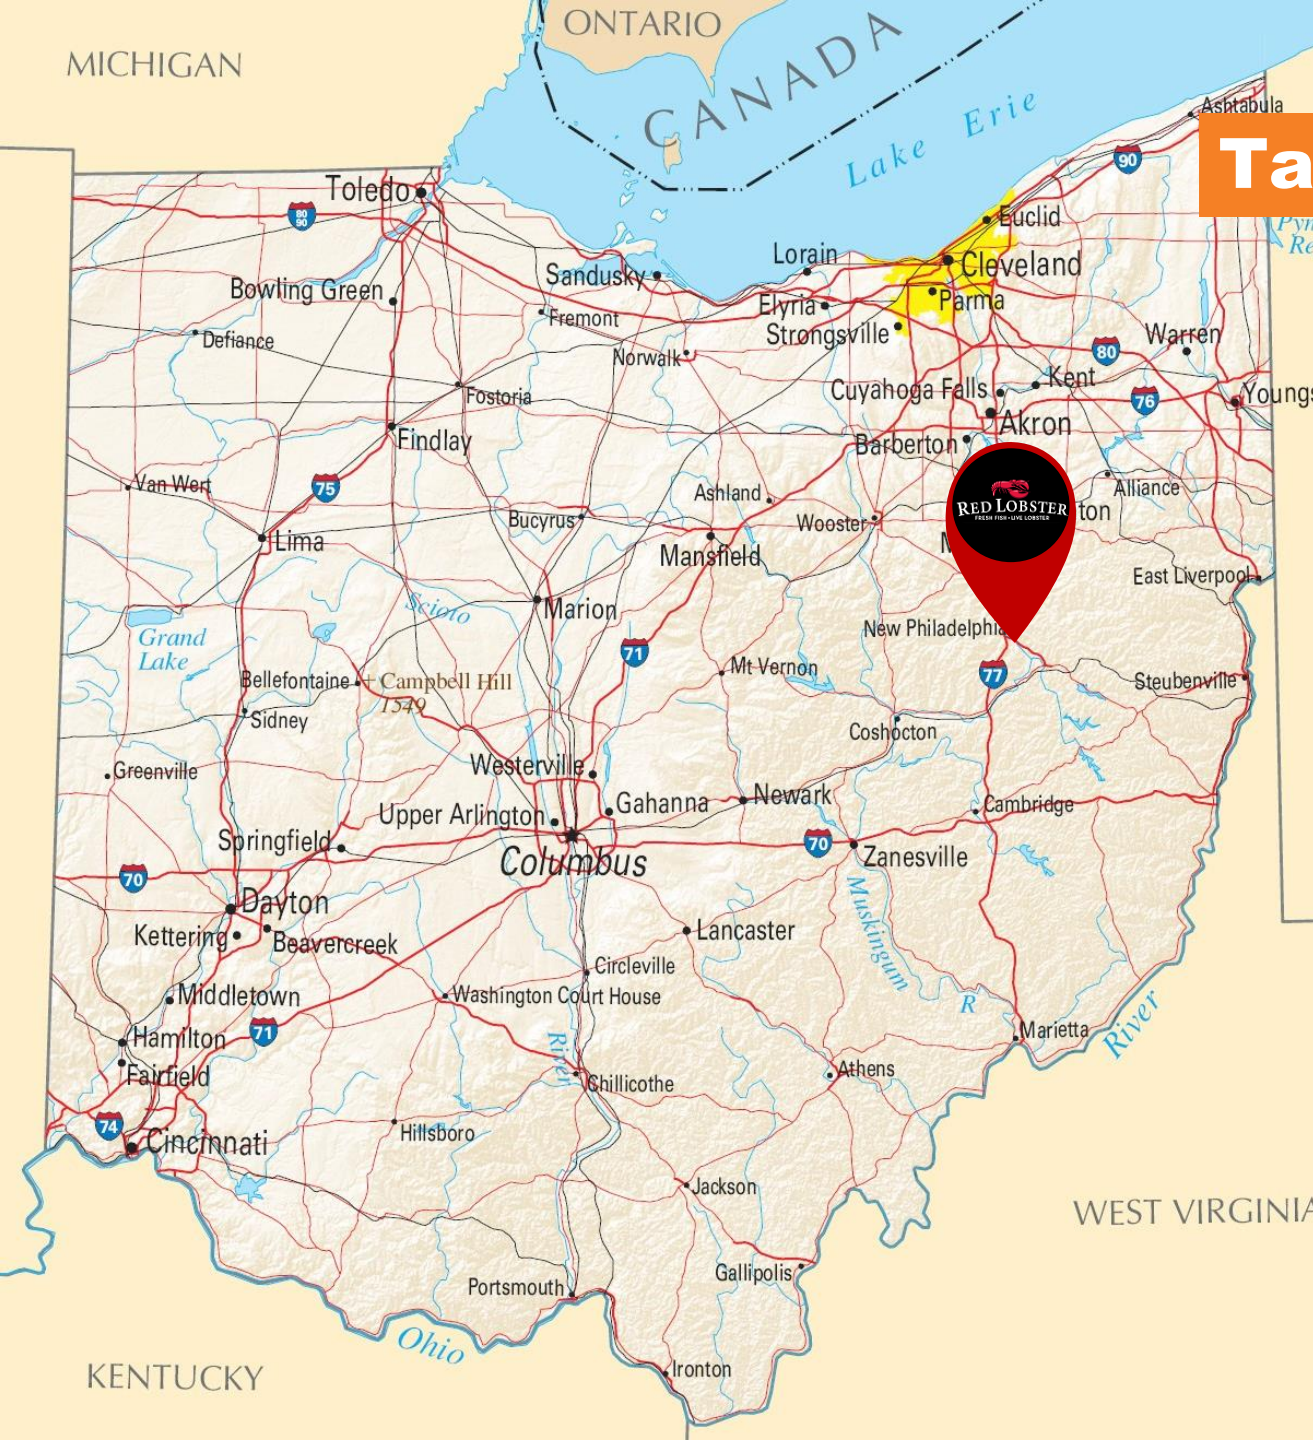 ONTARIO
MICHIGAN
CANADA
Lake Erie
Ashtabula
90
Ta
Toledo
80
90
Euclid
Pym
Re
Lorain
Cleveland
Sandusky
Bowling Green
Elyria
Parma
Fremont
Strongsville
Defiance
Warren
Norwalk
80
Cuyahoga Falls
Kent
Fostoria
76
Youngs
Akron
Findlay
Barberton
Van Wert
75
Ashland
Alliance
RED LOBSTER
FRESH FISH • LIVE LOBSTER
ton
Bucyrus
Wooster
Lima
M
Mansfield
East Liverpool
Scioto
Marion
Grand
Lake
New Philadelphia
71
Mt Vernon
77
Bellefontaine
Campbell Hill
1549
Steubenville
Sidney
Coshocton
Greenville
Westerville
Newark
Gahanna
Cambridge
Upper Arlington
Springfield
70
Columbus
Zanesville
70
Dayton
Muskingum
R
Kettering
Beavercreek
Lancaster
Circleville
Middletown
Washington Court House
71
Hamilton
Marietta
River
River
Fairfield
Athens
Chillicothe
74
Cincinnati
Hillsboro
Jackson
WEST VIRGINIA
Gallipolis
Portsmouth
Ohio
KENTUCKY
Ironton